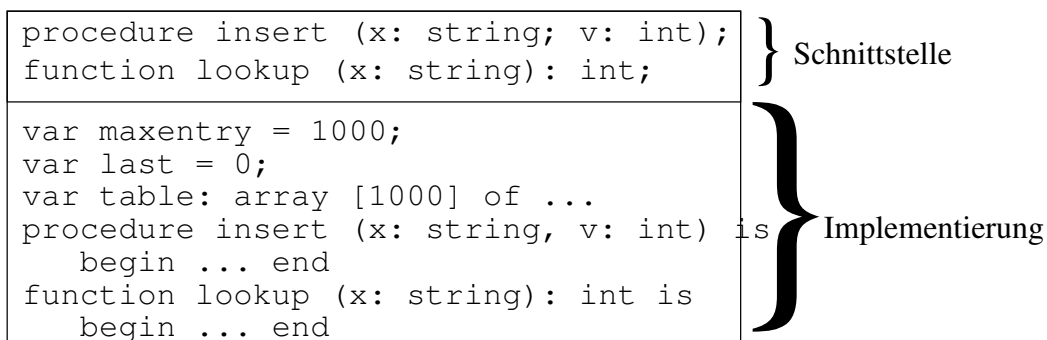 procedure insert (x: string; v: int);
function lookup (x: string): int;
Schnittstelle
var maxentry = 1000;
var last = 0;
var table: array [1000] of ...
procedure insert (x: string, v: int) is
begin ... end
function lookup (x: string): int is
begin ... end
Implementierung